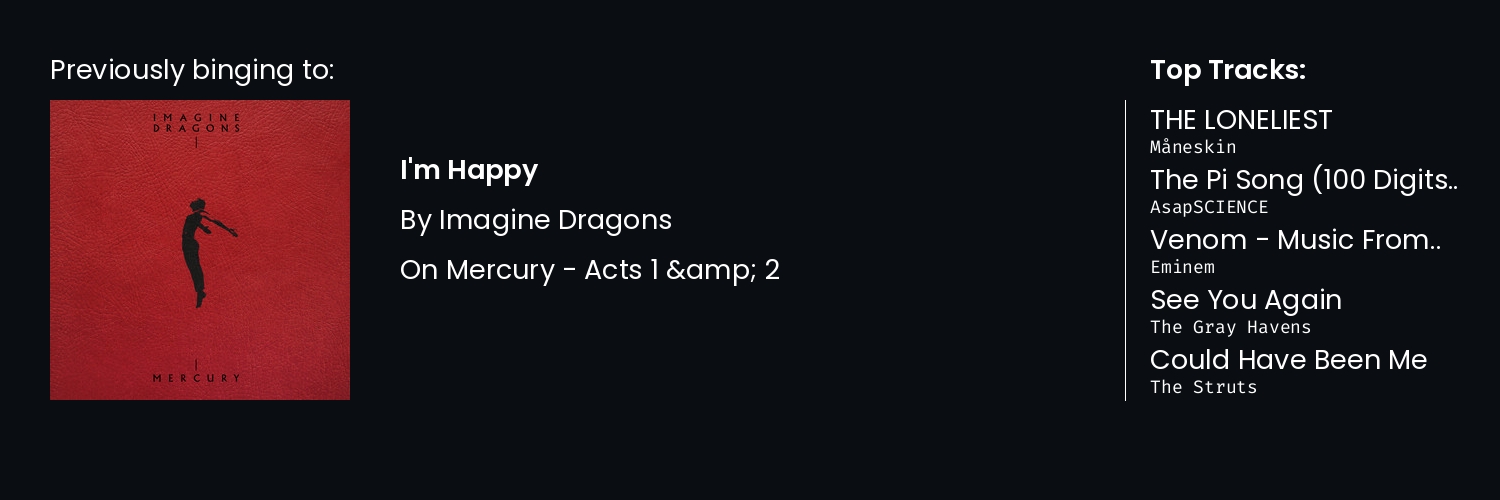 Previously binging to:
IMAGINE
DRAGONS
MERCURY
I'm Happy
By Imagine Dragons
On Mercury - Acts 1 &amp; 2
Top Tracks:
THE LONELIEST
Måneskin
The Pi Song (100 Digits..
AsapSCIENCE
Venom - Music From..
Eminem
See You Again
The Gray Havens
Could Have Been Me
The Struts